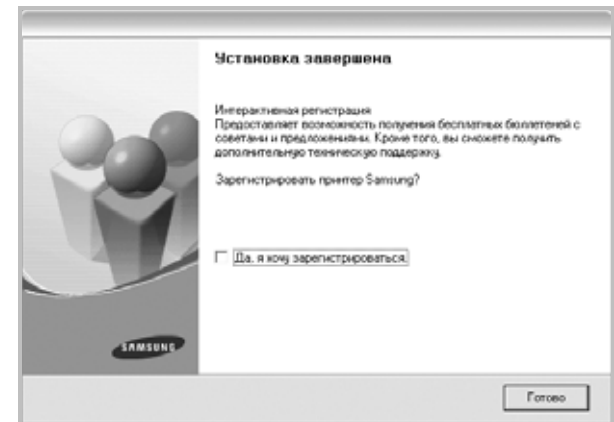 Установка завершена
Интерактивная регистрация
Предоставляет возможность получения бесплатных бюллетеней с
советами и предложениями. Кроме того, вы сможете получить
дополнительную техническую поддержку.
Зарегистрировать принтер Samsung?
Да, я хочу зарегистрироваться.
SAMSUNG
Готово